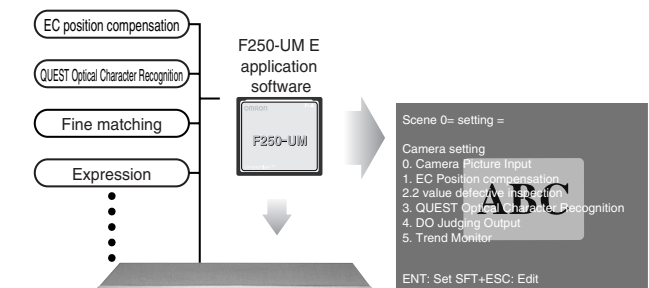 EC position compensation
QUEST Optical Character Recognition
Fine matching
Expression
F250-UM E
application
software
OMRON
F250-UM
Scene 0= setting =
Camera setting
0. Camera Picture Input
1. EC Position compensation
2.2 value defective inspection
3. QUEST Optical Character Recognition
4. DO Judging Output
5. Trend Monitor
ABC
ENT: Set SFT+ESC: Edit